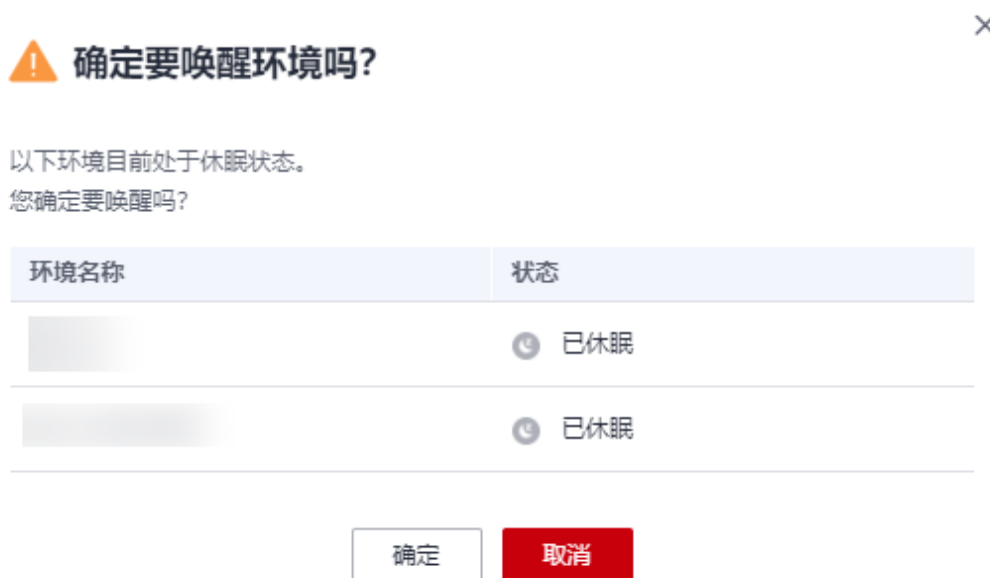 确定要唤醒环境吗?
以下环境目前处于休眠状态。
您确定要唤醒吗?
环境名称 状态
已休眠
已休眠
确定 取消